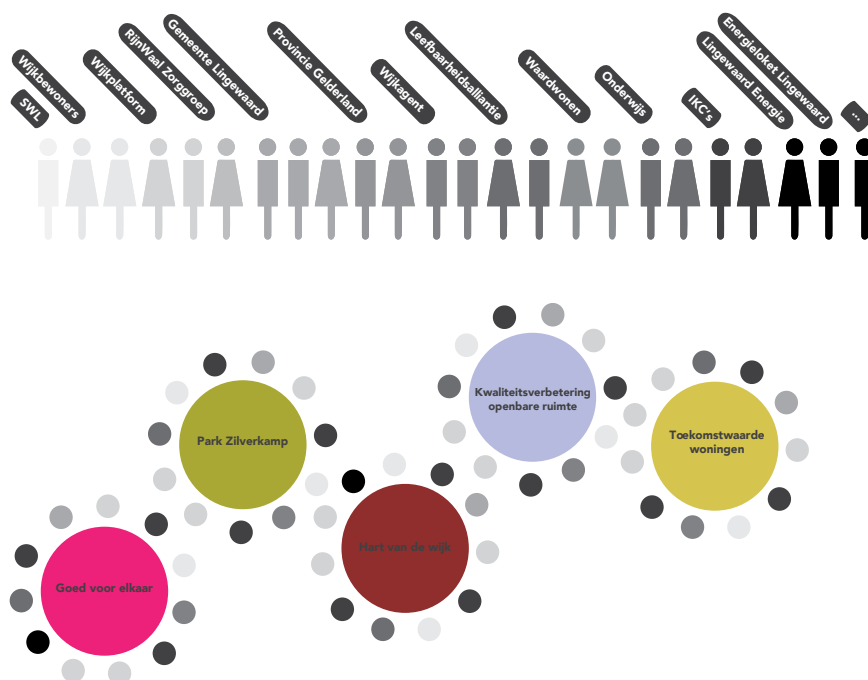 SWL
Wijkbewoners
Wijkplatform
RijnWaal Zorggroep
Gemeente Lingewaard
Provincie Gelderland
Wijkagent
Leefbaarheidsalliantie
Waardwonen
Onderwijs
IKC's
Lingewaard Energie
Energieloket Lingewaard
...
Kwaliteitsverbetering
openbare ruimte
Park Zilverkamp
Toekomstwaarde
woningen
Hart van de wijk
Goed voor elkaar